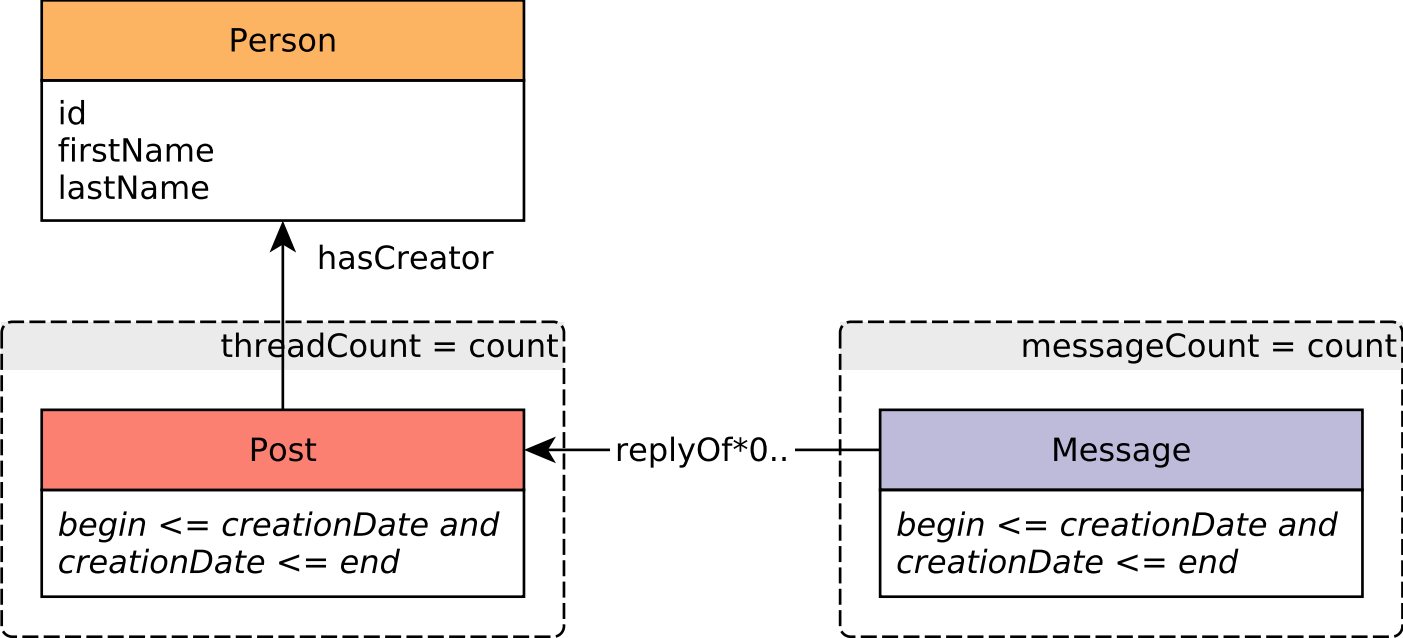 Person
id
firstName
lastName
hasCreator
threadCount = count
messageCount = count
Post
replyOf*0..
Message
begin <= creationDate and
creationDate <= end
begin <= creationDate and
creationDate <= end